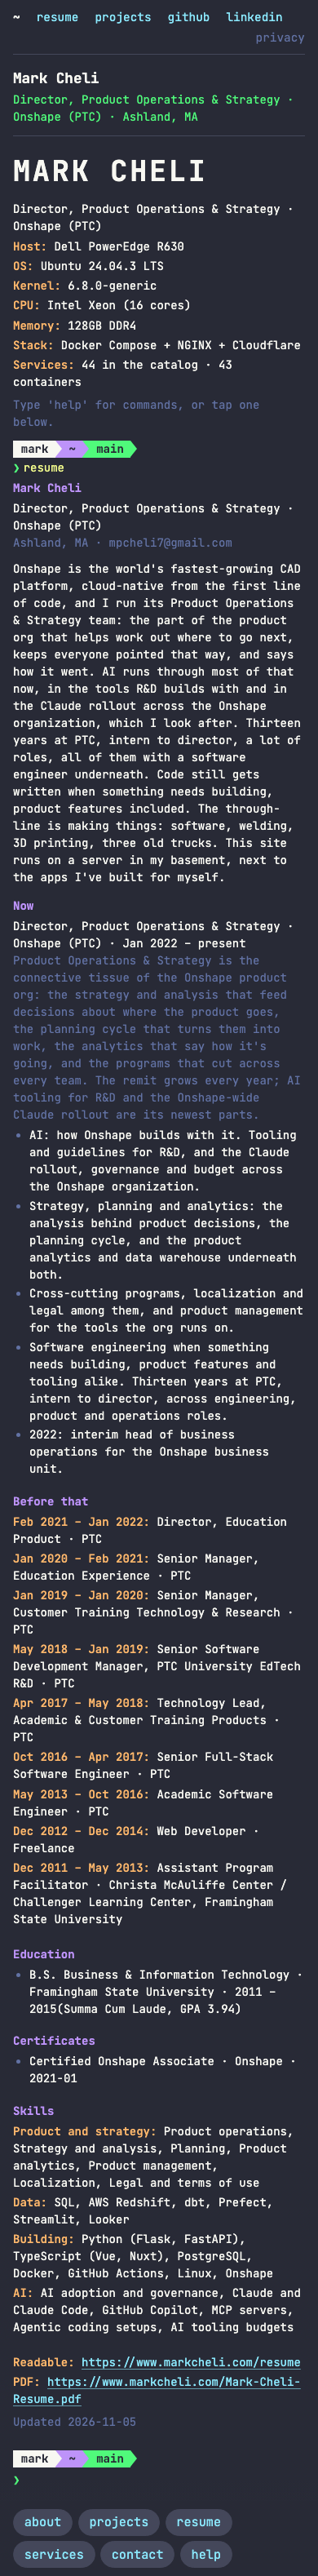 ~ resume projects github linkedin
privacy
Mark Cheli
Director, Product Operations & Strategy ·
Onshape (PTC) · Ashland, MA
MARK CHELI
Director, Product Operations & Strategy ·
Onshape (PTC)
Host: Dell PowerEdge R630
OS: Ubuntu 24.04.3 LTS
Kernel: 6.8.0-generic
CPU: Intel Xeon (16 cores)
Memory: 128GB DDR4
Stack: Docker Compose + NGINX + Cloudflare
Services: 44 in the catalog · 43
containers
Type 'help' for commands, or tap one
below.
mark ~ main
❯ resume
Mark Cheli
Director, Product Operations & Strategy ·
Onshape (PTC)
Ashland, MA · mpcheli7@gmail.com
Onshape is the world's fastest-growing CAD
platform, cloud-native from the first line
of code, and I run its Product Operations
& Strategy team: the part of the product
org that helps work out where to go next,
keeps everyone pointed that way, and says
how it went. AI runs through most of that
now, in the tools R&D builds with and in
the Claude rollout across the Onshape
organization, which I look after. Thirteen
years at PTC, intern to director, a lot of
roles, all of them with a software
engineer underneath. Code still gets
written when something needs building,
product features included. The through-
line is making things: software, welding,
3D printing, three old trucks. This site
runs on a server in my basement, next to
the apps I've built for myself.
Now
Director, Product Operations & Strategy ·
Onshape (PTC) · Jan 2022 – present
Product Operations & Strategy is the
connective tissue of the Onshape product
org: the strategy and analysis that feed
decisions about where the product goes,
the planning cycle that turns them into
work, the analytics that say how it's
going, and the programs that cut across
every team. The remit grows every year; AI
tooling for R&D and the Onshape-wide
Claude rollout are its newest parts.
• AI: how Onshape builds with it. Tooling
and guidelines for R&D, and the Claude
rollout, governance and budget across
the Onshape organization.
• Strategy, planning and analytics: the
analysis behind product decisions, the
planning cycle, and the product
analytics and data warehouse underneath
both.
• Cross-cutting programs, localization and
legal among them, and product management
for the tools the org runs on.
• Software engineering when something
needs building, product features and
tooling alike. Thirteen years at PTC,
intern to director, across engineering,
product and operations roles.
• 2022: interim head of business
operations for the Onshape business
unit.
Before that
Feb 2021 – Jan 2022: Director, Education
Product · PTC
Jan 2020 – Feb 2021: Senior Manager,
Education Experience · PTC
Jan 2019 – Jan 2020: Senior Manager,
Customer Training Technology & Research ·
PTC
May 2018 – Jan 2019: Senior Software
Development Manager, PTC University EdTech
R&D · PTC
Apr 2017 – May 2018: Technology Lead,
Academic & Customer Training Products ·
PTC
Oct 2016 – Apr 2017: Senior Full-Stack
Software Engineer · PTC
May 2013 – Oct 2016: Academic Software
Engineer · PTC
Dec 2012 – Dec 2014: Web Developer ·
Freelance
Dec 2011 – May 2013: Assistant Program
Facilitator · Christa McAuliffe Center /
Challenger Learning Center, Framingham
State University
Education
• B.S. Business & Information Technology ·
Framingham State University · 2011 –
2015(Summa Cum Laude, GPA 3.94)
Certificates
• Certified Onshape Associate · Onshape ·
2021-01
Skills
Product and strategy: Product operations,
Strategy and analysis, Planning, Product
analytics, Product management,
Localization, Legal and terms of use
Data: SQL, AWS Redshift, dbt, Prefect,
Streamlit, Looker
Building: Python (Flask, FastAPI),
TypeScript (Vue, Nuxt), PostgreSQL,
Docker, GitHub Actions, Linux, Onshape
AI: AI adoption and governance, Claude and
Claude Code, GitHub Copilot, MCP servers,
Agentic coding setups, AI tooling budgets
Readable: https://www.markcheli.com/resume
PDF: https://www.markcheli.com/Mark-Cheli-
Resume.pdf
Updated 2026-11-05
mark ~ main
❯
about projects resume
services contact help